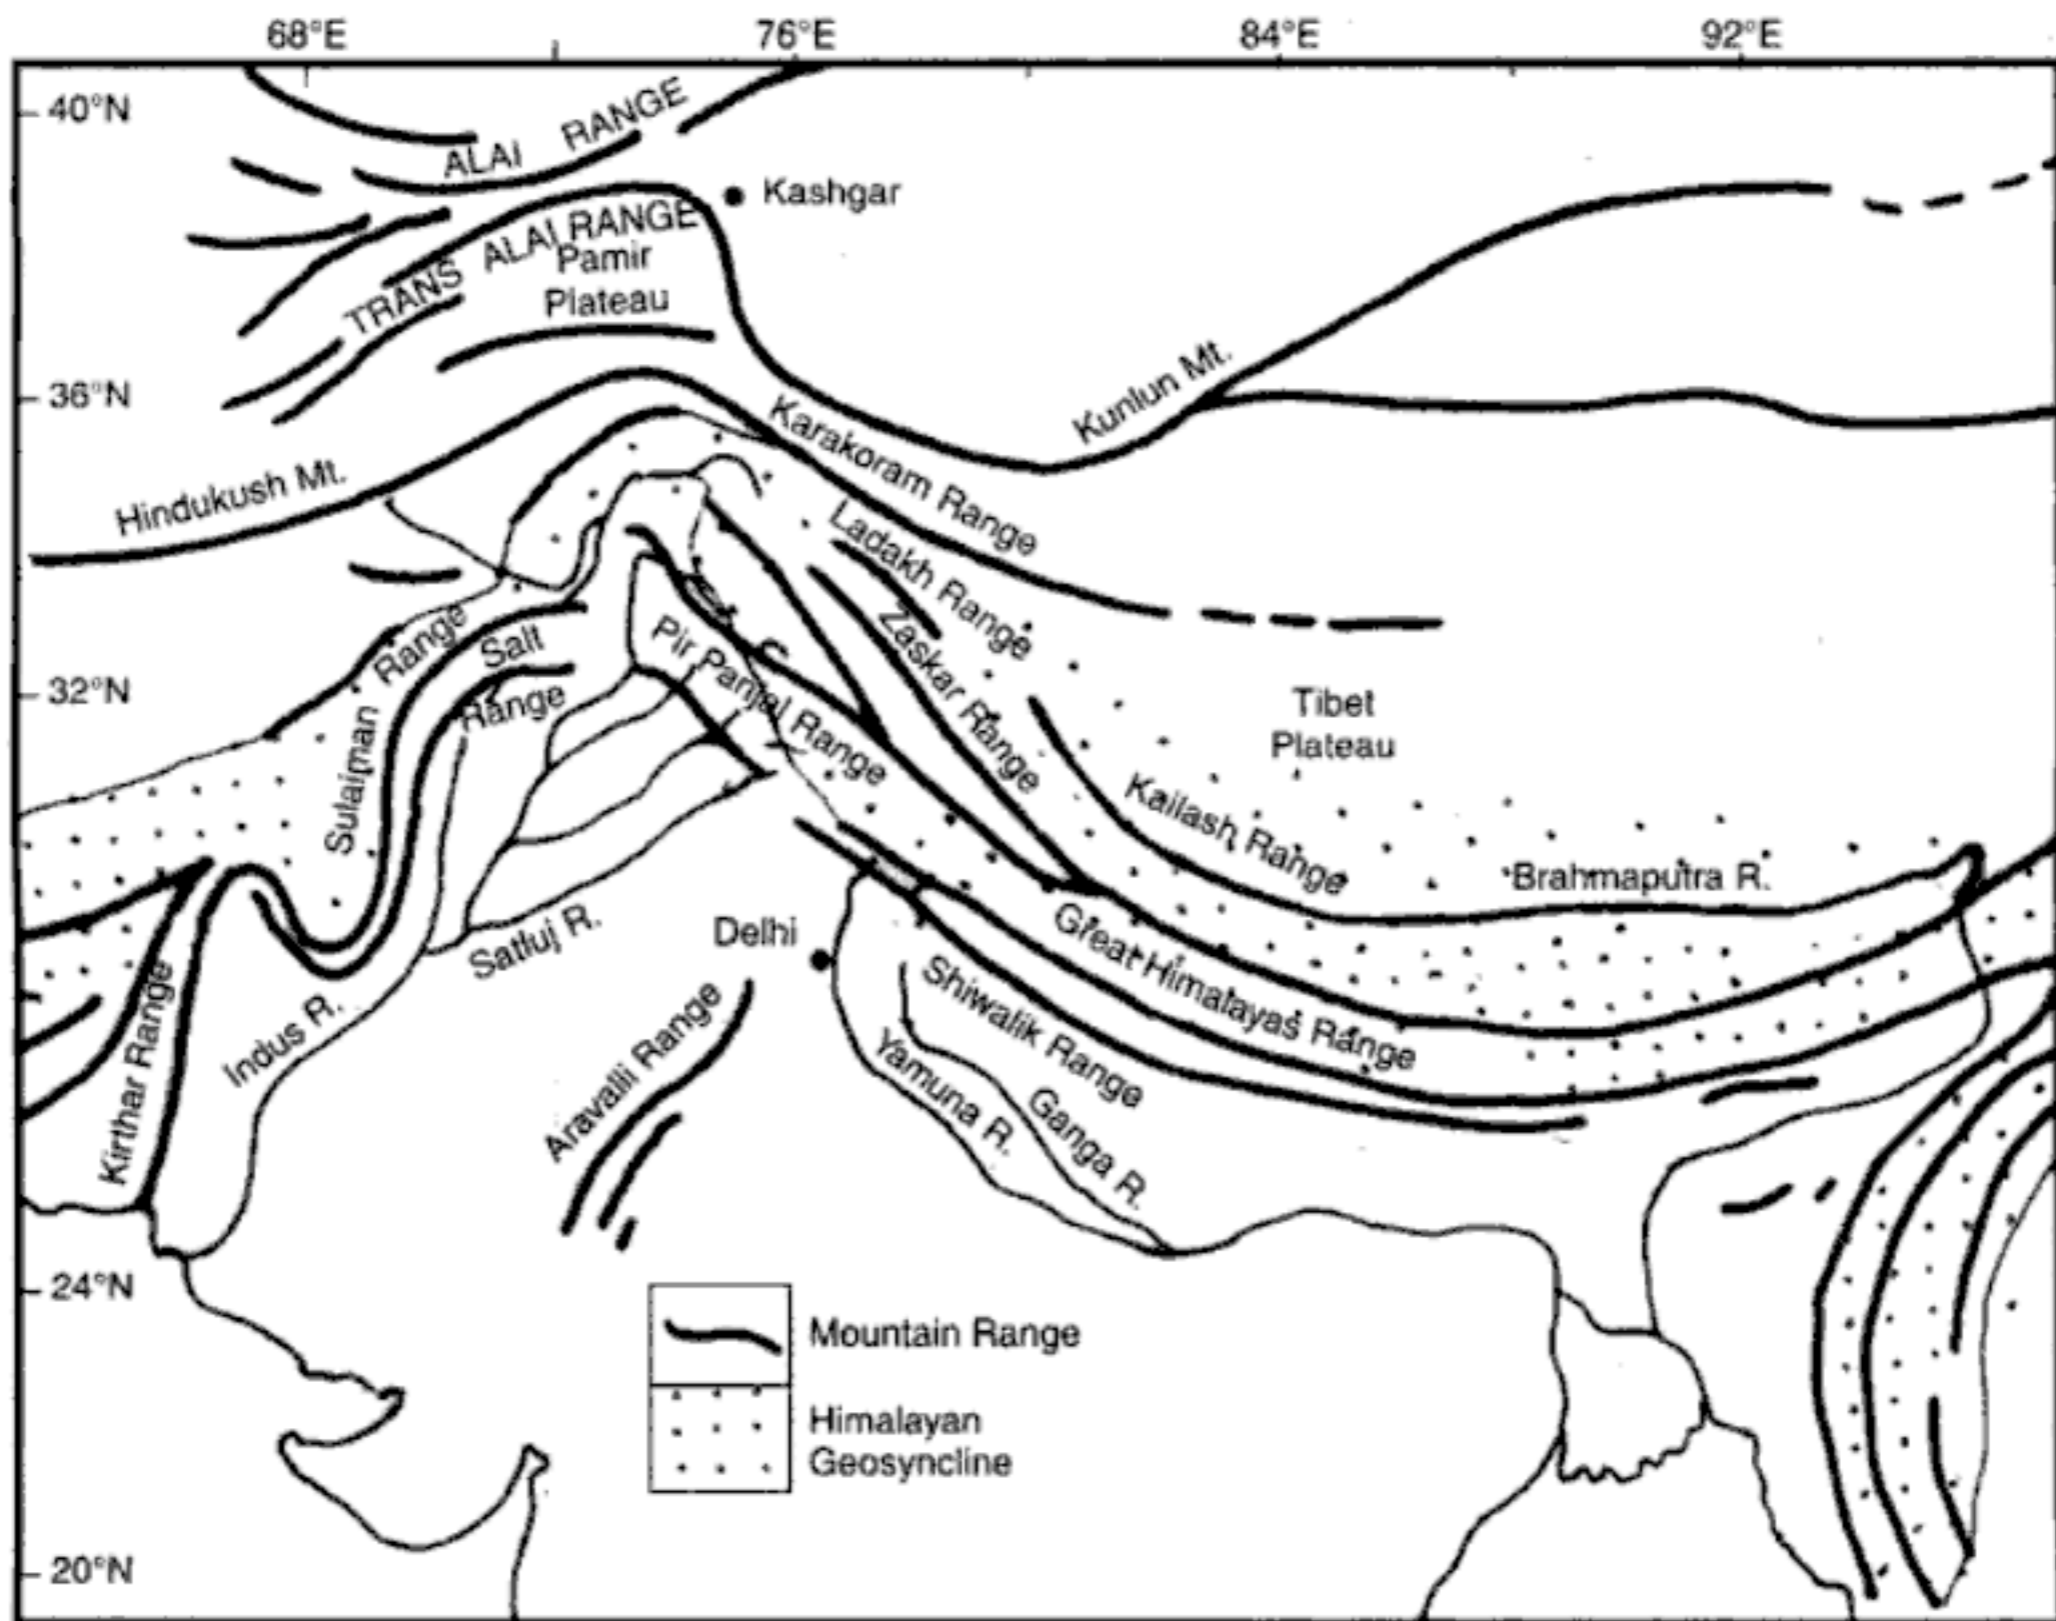 68°E
76°E
84°E
92°E
40°N
ALAI RANGE
Kashgar
TRANS ALAI RANGE
Pamir
Plateau
36°N
Kunlun Mt.
Karakoram Range
Hindukush Mt.
Ladakh Range
Zaskar Range
Sulaiman Range
Salt
Range
Pir Panjal Range
32°N
Tibet
Plateau
Kailash Range
Brahmaputra R.
Satluj R.
Delhi
Great Himalayas Range
Shiwalik Range
Kirthar Range
Indus R.
Aravalli Range
Yamuna R.
Ganga R.
24°N
Mountain Range
Himalayan
Geosyncline
20°N